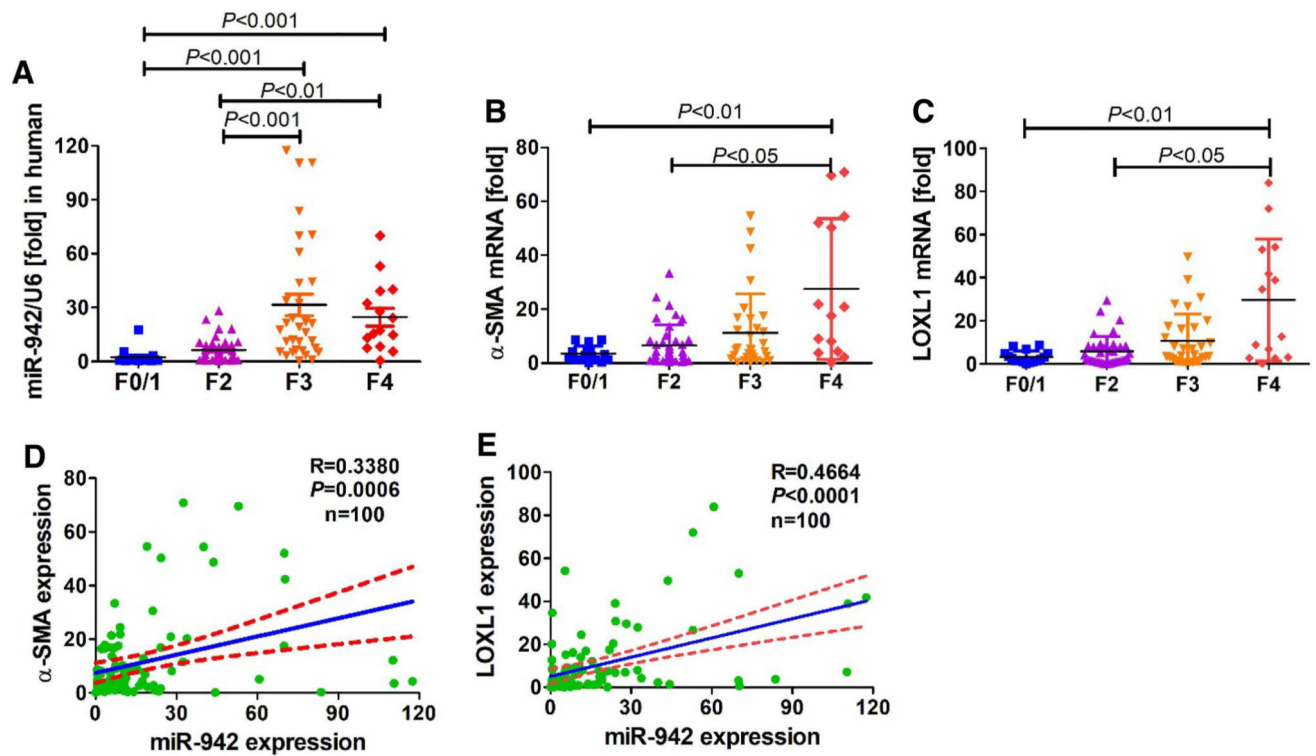 A
P<0.001
P<0.001
P<0.01
P<0.001
miR-942/U6 [fold] in human
120
90
60
30
0
F0/1 F2 F3 F4
B
P<0.01
P<0.05
α-SMA mRNA [fold]
80
60
40
20
0
F0/1 F2 F3 F4
C
P<0.01
P<0.05
LOXL1 mRNA [fold]
100
80
60
40
20
0
F0/1 F2 F3 F4
D
R=0.3380
P=0.0006
n=100
α-SMA expression
80
60
40
20
0
0 30 60 90 120
miR-942 expression
E
R=0.4664
P<0.0001
n=100
LOXL1 expression
100
80
60
40
20
0
0 30 60 90 120
miR-942 expression